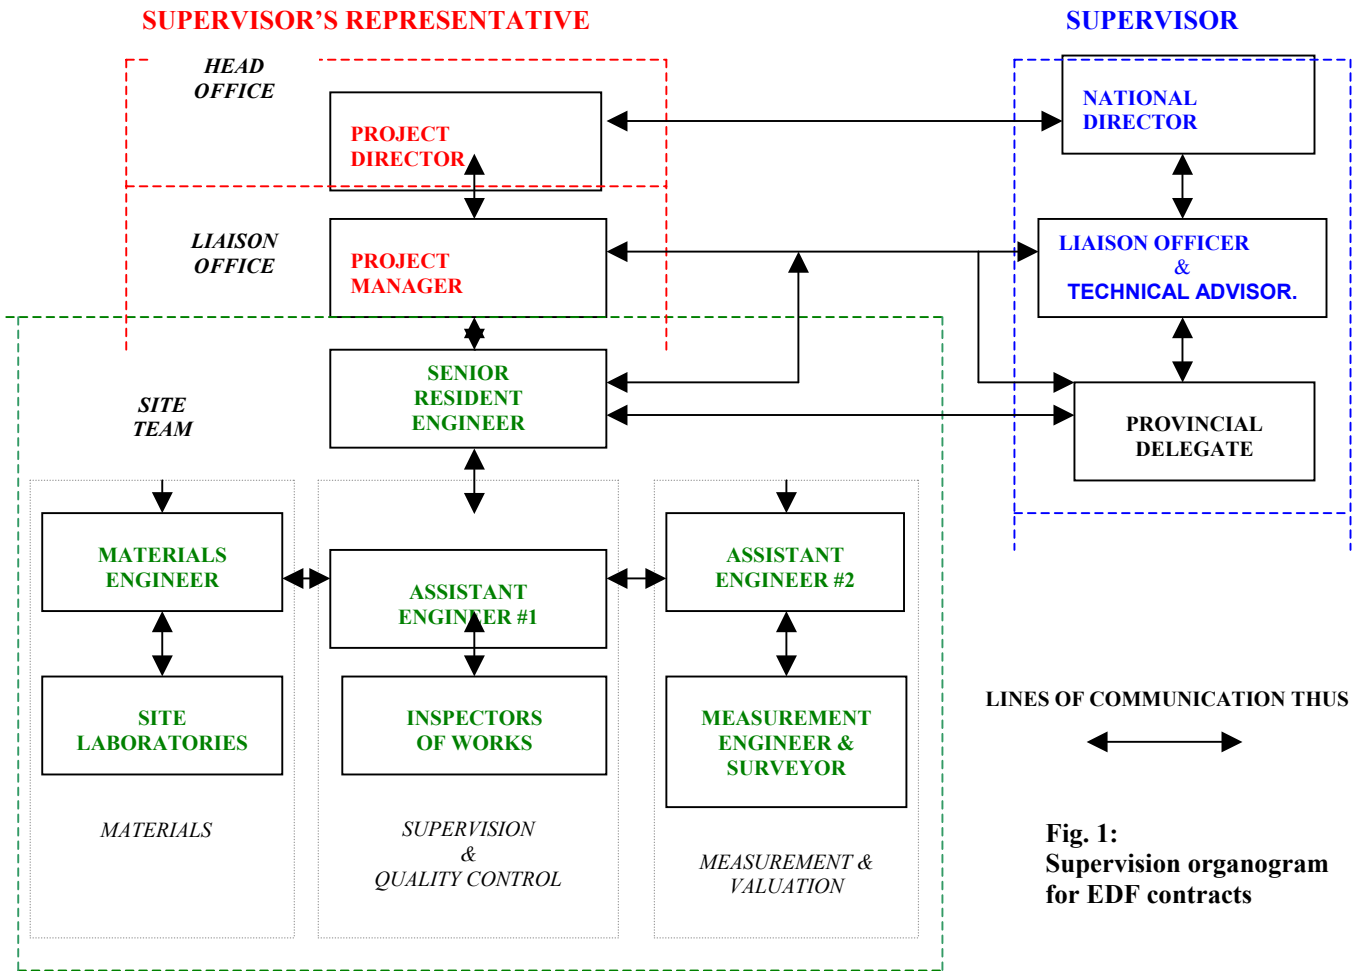 SUPERVISOR’S REPRESENTATIVE
SUPERVISOR
HEAD
OFFICE
PROJECT
DIRECTOR
NATIONAL
DIRECTOR
LIAISON
OFFICE
PROJECT
MANAGER
LIAISON OFFICER
&
TECHNICAL ADVISOR.
SITE
TEAM
SENIOR
RESIDENT
ENGINEER
PROVINCIAL
DELEGATE
MATERIALS
ENGINEER
ASSISTANT
ENGINEER #1
ASSISTANT
ENGINEER #2
SITE
LABORATORIES
INSPECTORS
OF WORKS
MEASUREMENT
ENGINEER &
SURVEYOR
MATERIALS
SUPERVISION
&
QUALITY CONTROL
MEASUREMENT &
VALUATION
LINES OF COMMUNICATION THUS
Fig. 1:
Supervision organogram
for EDF contracts